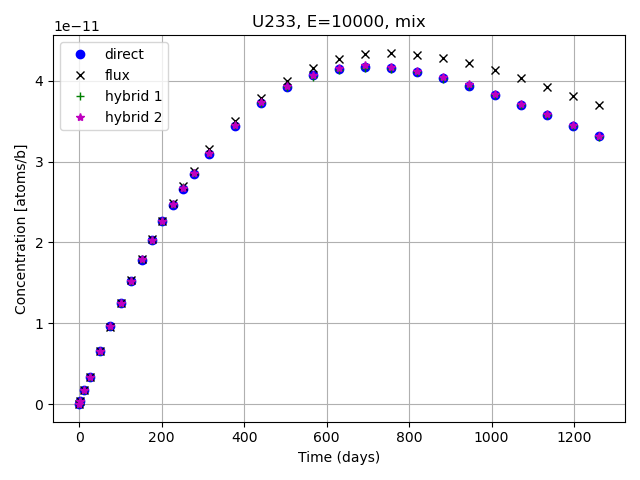 U233, E=10000, mix
1e−11
direct
flux
hybrid 1
hybrid 2
4
3
2
1
0
Concentration [atoms/b]
0 200 400 600 800 1000 1200
Time (days)